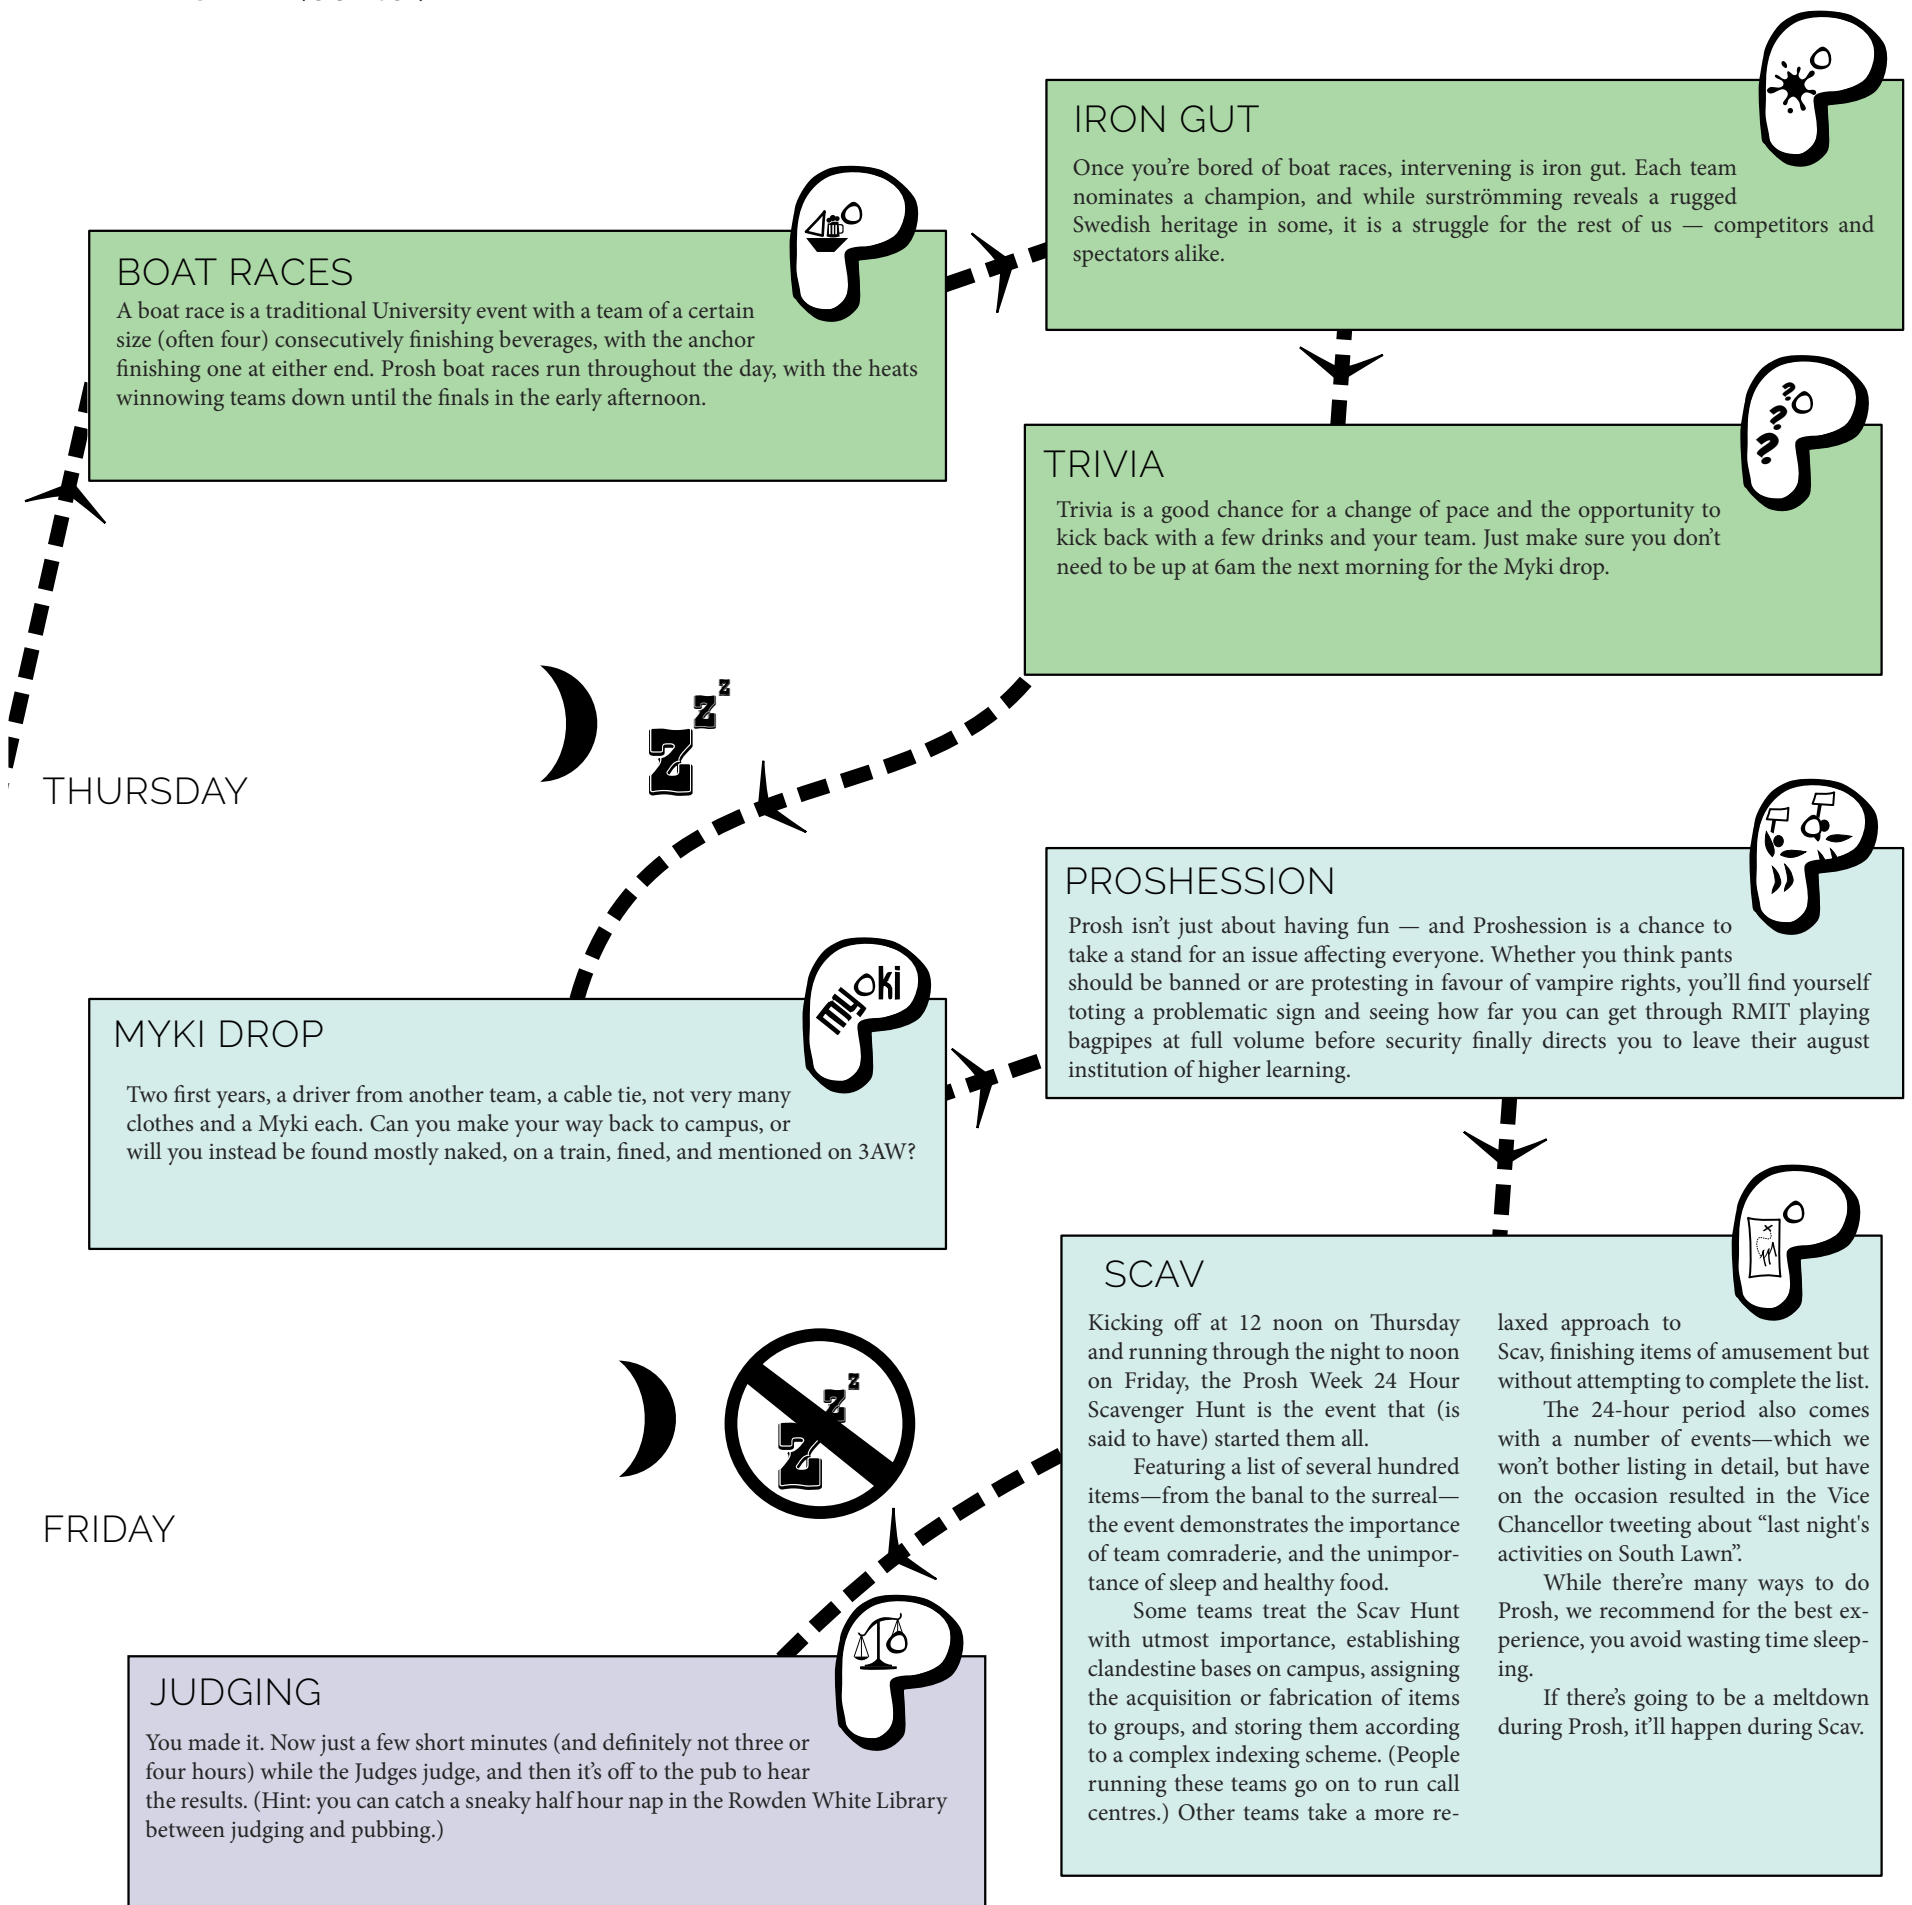 BOAT RACES
A boat race is a traditional University event with a team of a certain
size (often four) consecutively finishing beverages, with the anchor
finishing one at either end. Prosh boat races run throughout the day, with the heats
winnowing teams down until the finals in the early afternoon.
IRON GUT
Once you’re bored of boat races, intervening is iron gut. Each team
nominates a champion, and while surströmming reveals a rugged
Swedish heritage in some, it is a struggle for the rest of us — competitors and
spectators alike.
TRIVIA
Trivia is a good chance for a change of pace and the opportunity to
kick back with a few drinks and your team. Just make sure you don’t
need to be up at 6am the next morning for the Myki drop.
? ? ?
Z Z Z
THURSDAY
MYKI DROP
myki
Two first years, a driver from another team, a cable tie, not very many
clothes and a Myki each. Can you make your way back to campus, or
will you instead be found mostly naked, on a train, fined, and mentioned on 3AW?
PROSHESSION
Prosh isn’t just about having fun — and Proshession is a chance to
take a stand for an issue affecting everyone. Whether you think pants
should be banned or are protesting in favour of vampire rights, you’ll find yourself
toting a problematic sign and seeing how far you can get through RMIT playing
bagpipes at full volume before security finally directs you to leave their august
institution of higher learning.
SCAV
Kicking off at 12 noon on Thursday
and running through the night to noon
on Friday, the Prosh Week 24 Hour
Scavenger Hunt is the event that (is
said to have) started them all.
Featuring a list of several hundred
items—from the banal to the surreal—
the event demonstrates the importance
of team comraderie, and the unimpor-
tance of sleep and healthy food.
Some teams treat the Scav Hunt
with utmost importance, establishing
clandestine bases on campus, assigning
the acquisition or fabrication of items
to groups, and storing them according
to a complex indexing scheme. (People
running these teams go on to run call
centres.) Other teams take a more re-
laxed approach to
Scav, finishing items of amusement but
without attempting to complete the list.
The 24-hour period also comes
with a number of events—which we
won’t bother listing in detail, but have
on the occasion resulted in the Vice
Chancellor tweeting about “last night's
activities on South Lawn”.
While there’re many ways to do
Prosh, we recommend for the best ex-
perience, you avoid wasting time sleep-
ing.
If there’s going to be a meltdown
during Prosh, it’ll happen during Scav.
Z Z Z
FRIDAY
JUDGING
You made it. Now just a few short minutes (and definitely not three or
four hours) while the Judges judge, and then it’s off to the pub to hear
the results. (Hint: you can catch a sneaky half hour nap in the Rowden White Library
between judging and pubbing.)